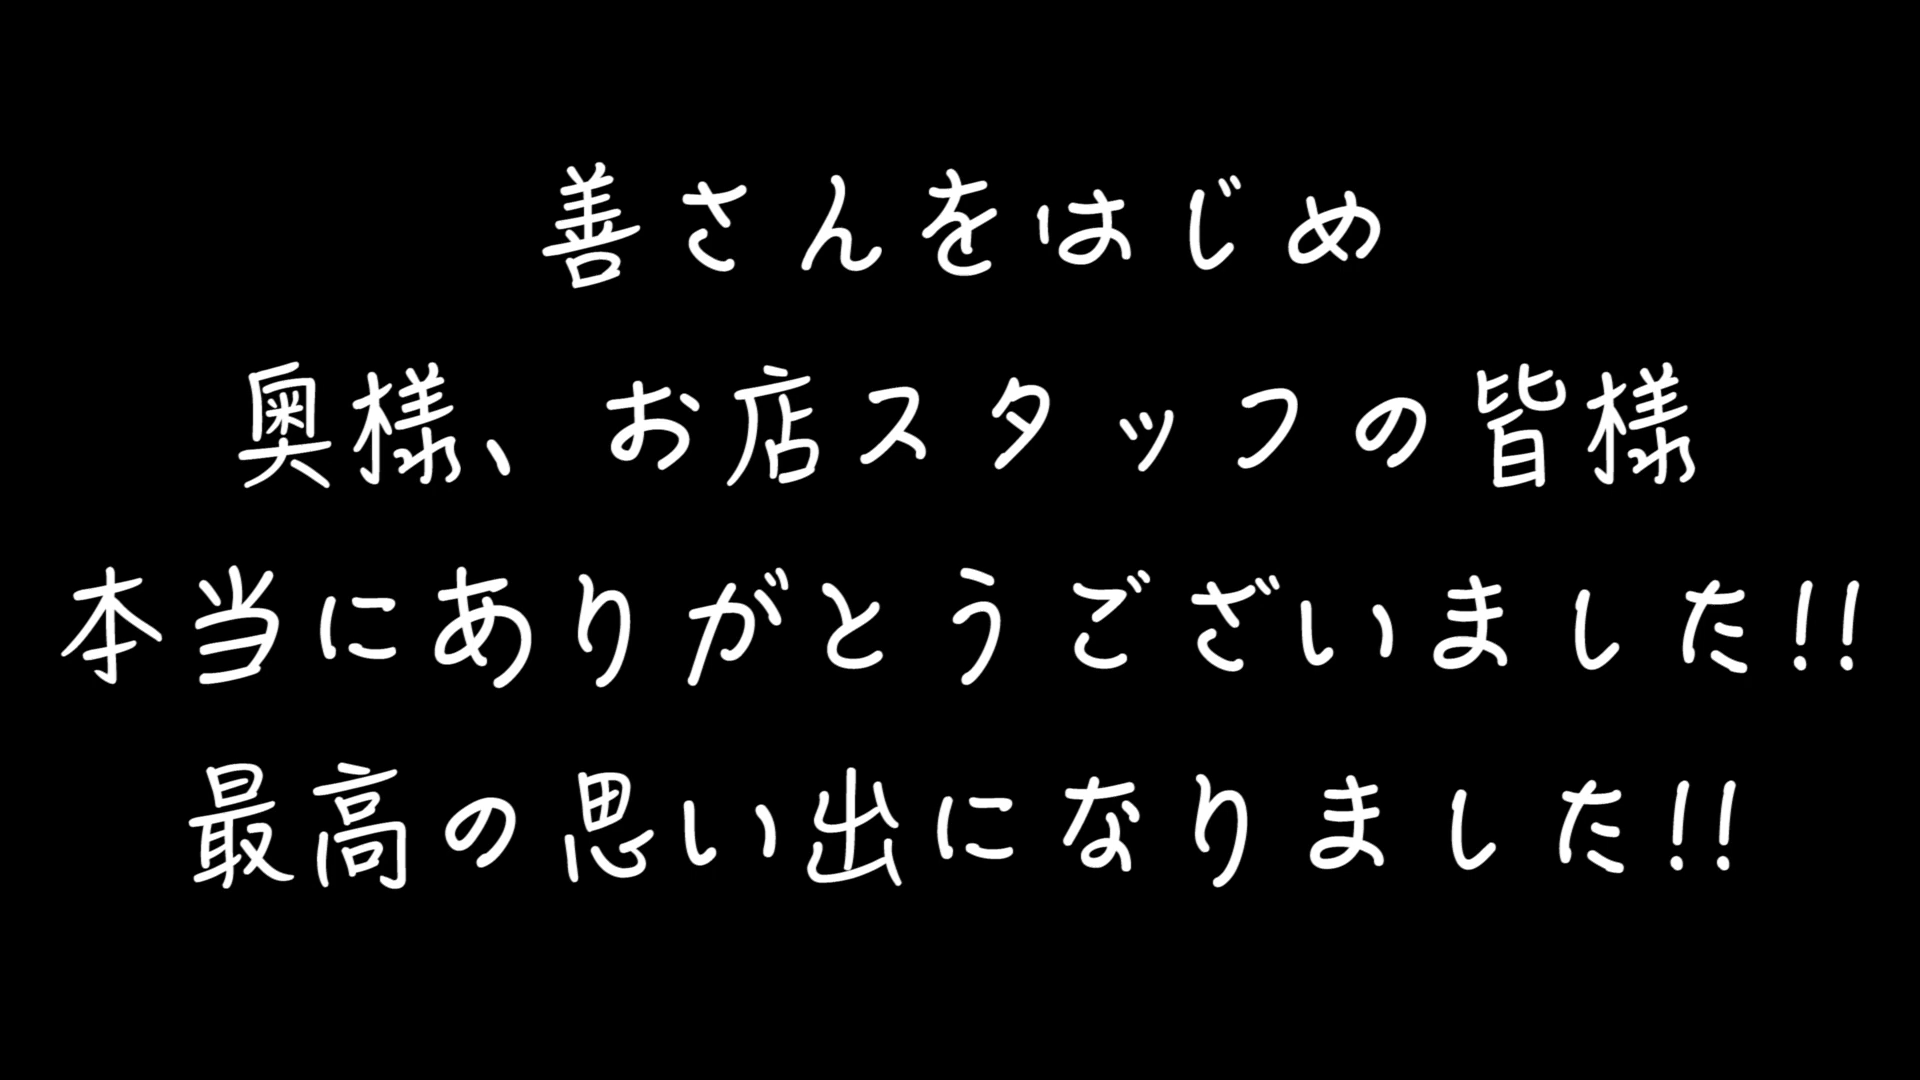 善さんをはじめ
奥様、お店スタッフの皆様
本当にありがとうございました!!
最高の思い出になりました!!